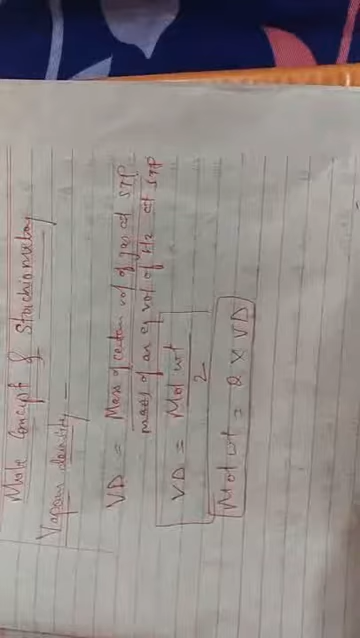 Mole Concept & Stoichiometry
Vapour density –
VD = Mass of certain vol of gas at STP
mass of an eq vol of H2 at STP
VD = Mol wt
2
Mol wt = 2 × VD